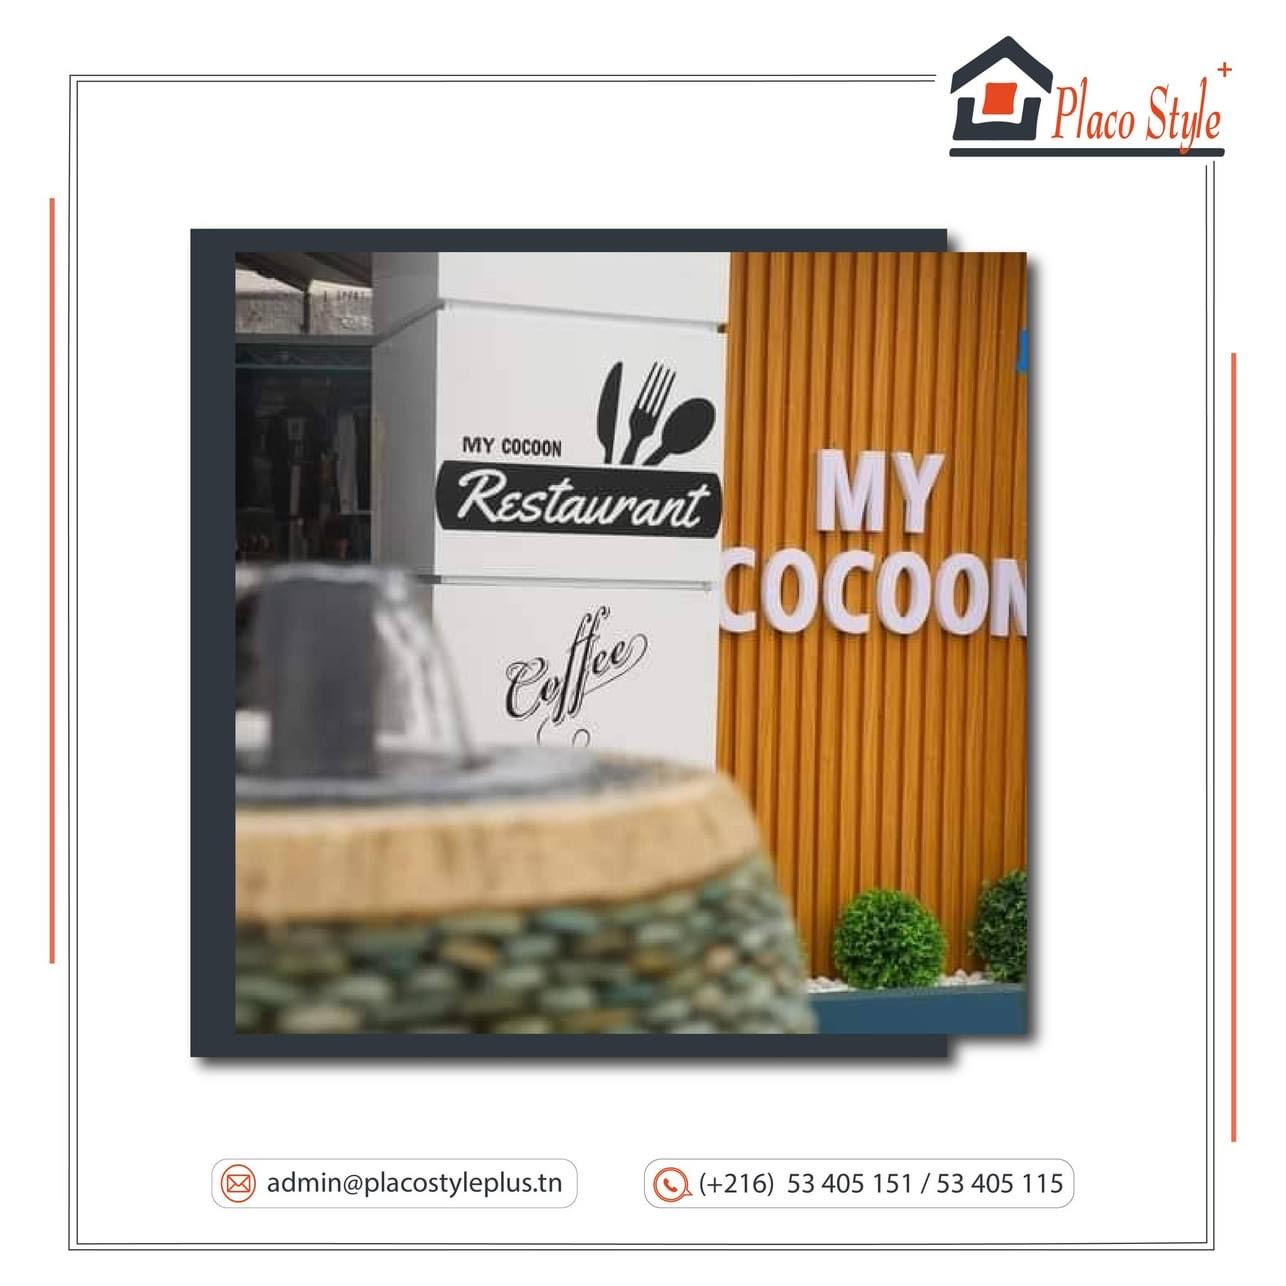 Placo Style+
MY COCOON
Restaurant
Coffee
MY
COCOON
admin@placostyleplus.tn
(+216) 53 405 151 / 53 405 115